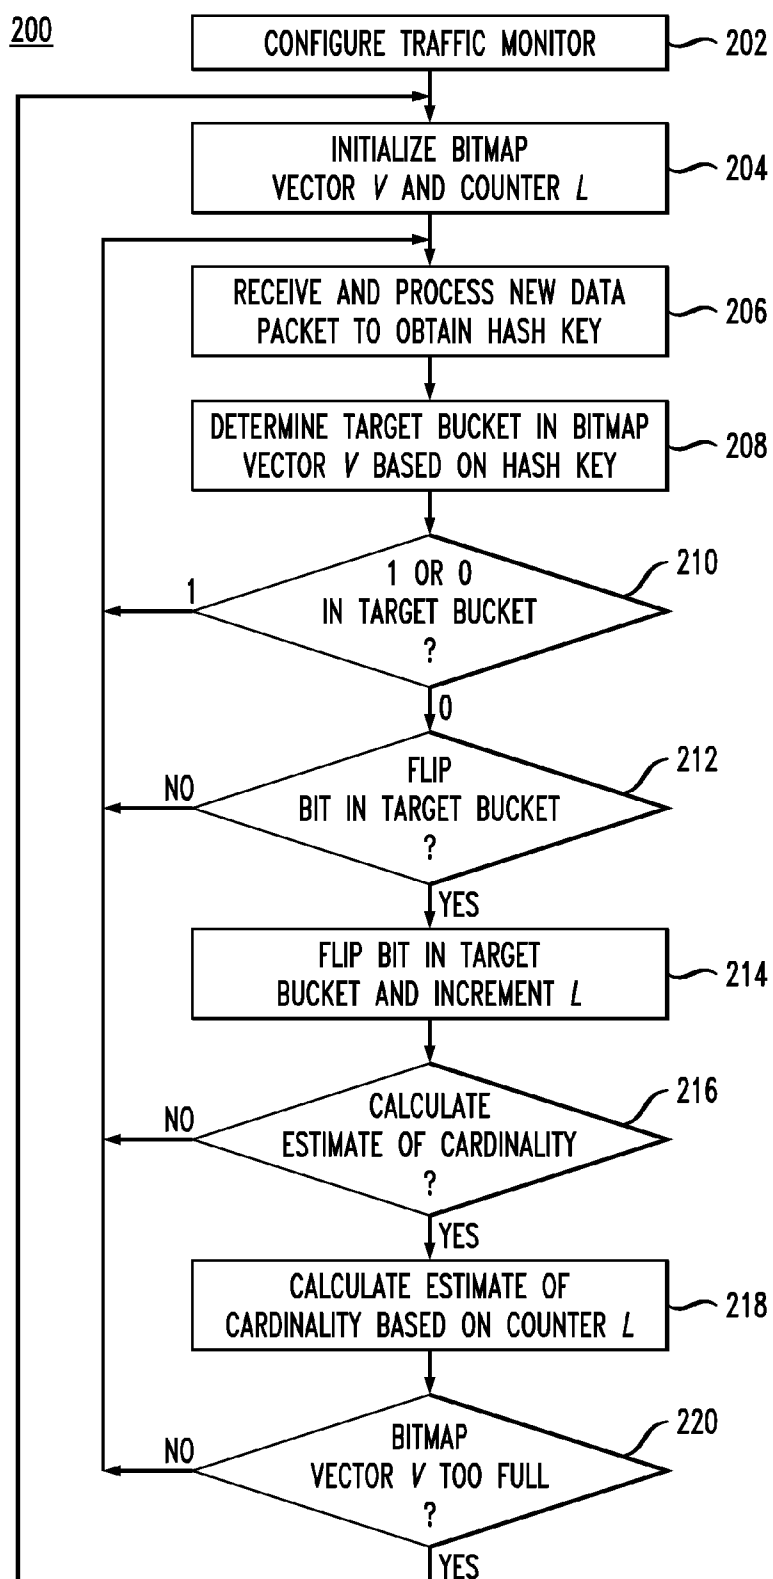 200
CONFIGURE TRAFFIC MONITOR
202
INITIALIZE BITMAP
VECTOR V AND COUNTER L
204
RECEIVE AND PROCESS NEW DATA
PACKET TO OBTAIN HASH KEY
206
DETERMINE TARGET BUCKET IN BITMAP
VECTOR V BASED ON HASH KEY
208
1 OR 0
IN TARGET BUCKET
?
210
1
0
FLIP
BIT IN TARGET BUCKET
?
212
NO
YES
FLIP BIT IN TARGET
BUCKET AND INCREMENT L
214
CALCULATE
ESTIMATE OF CARDINALITY
?
216
NO
YES
CALCULATE ESTIMATE OF
CARDINALITY BASED ON COUNTER L
218
BITMAP
VECTOR V TOO FULL
?
220
NO
YES